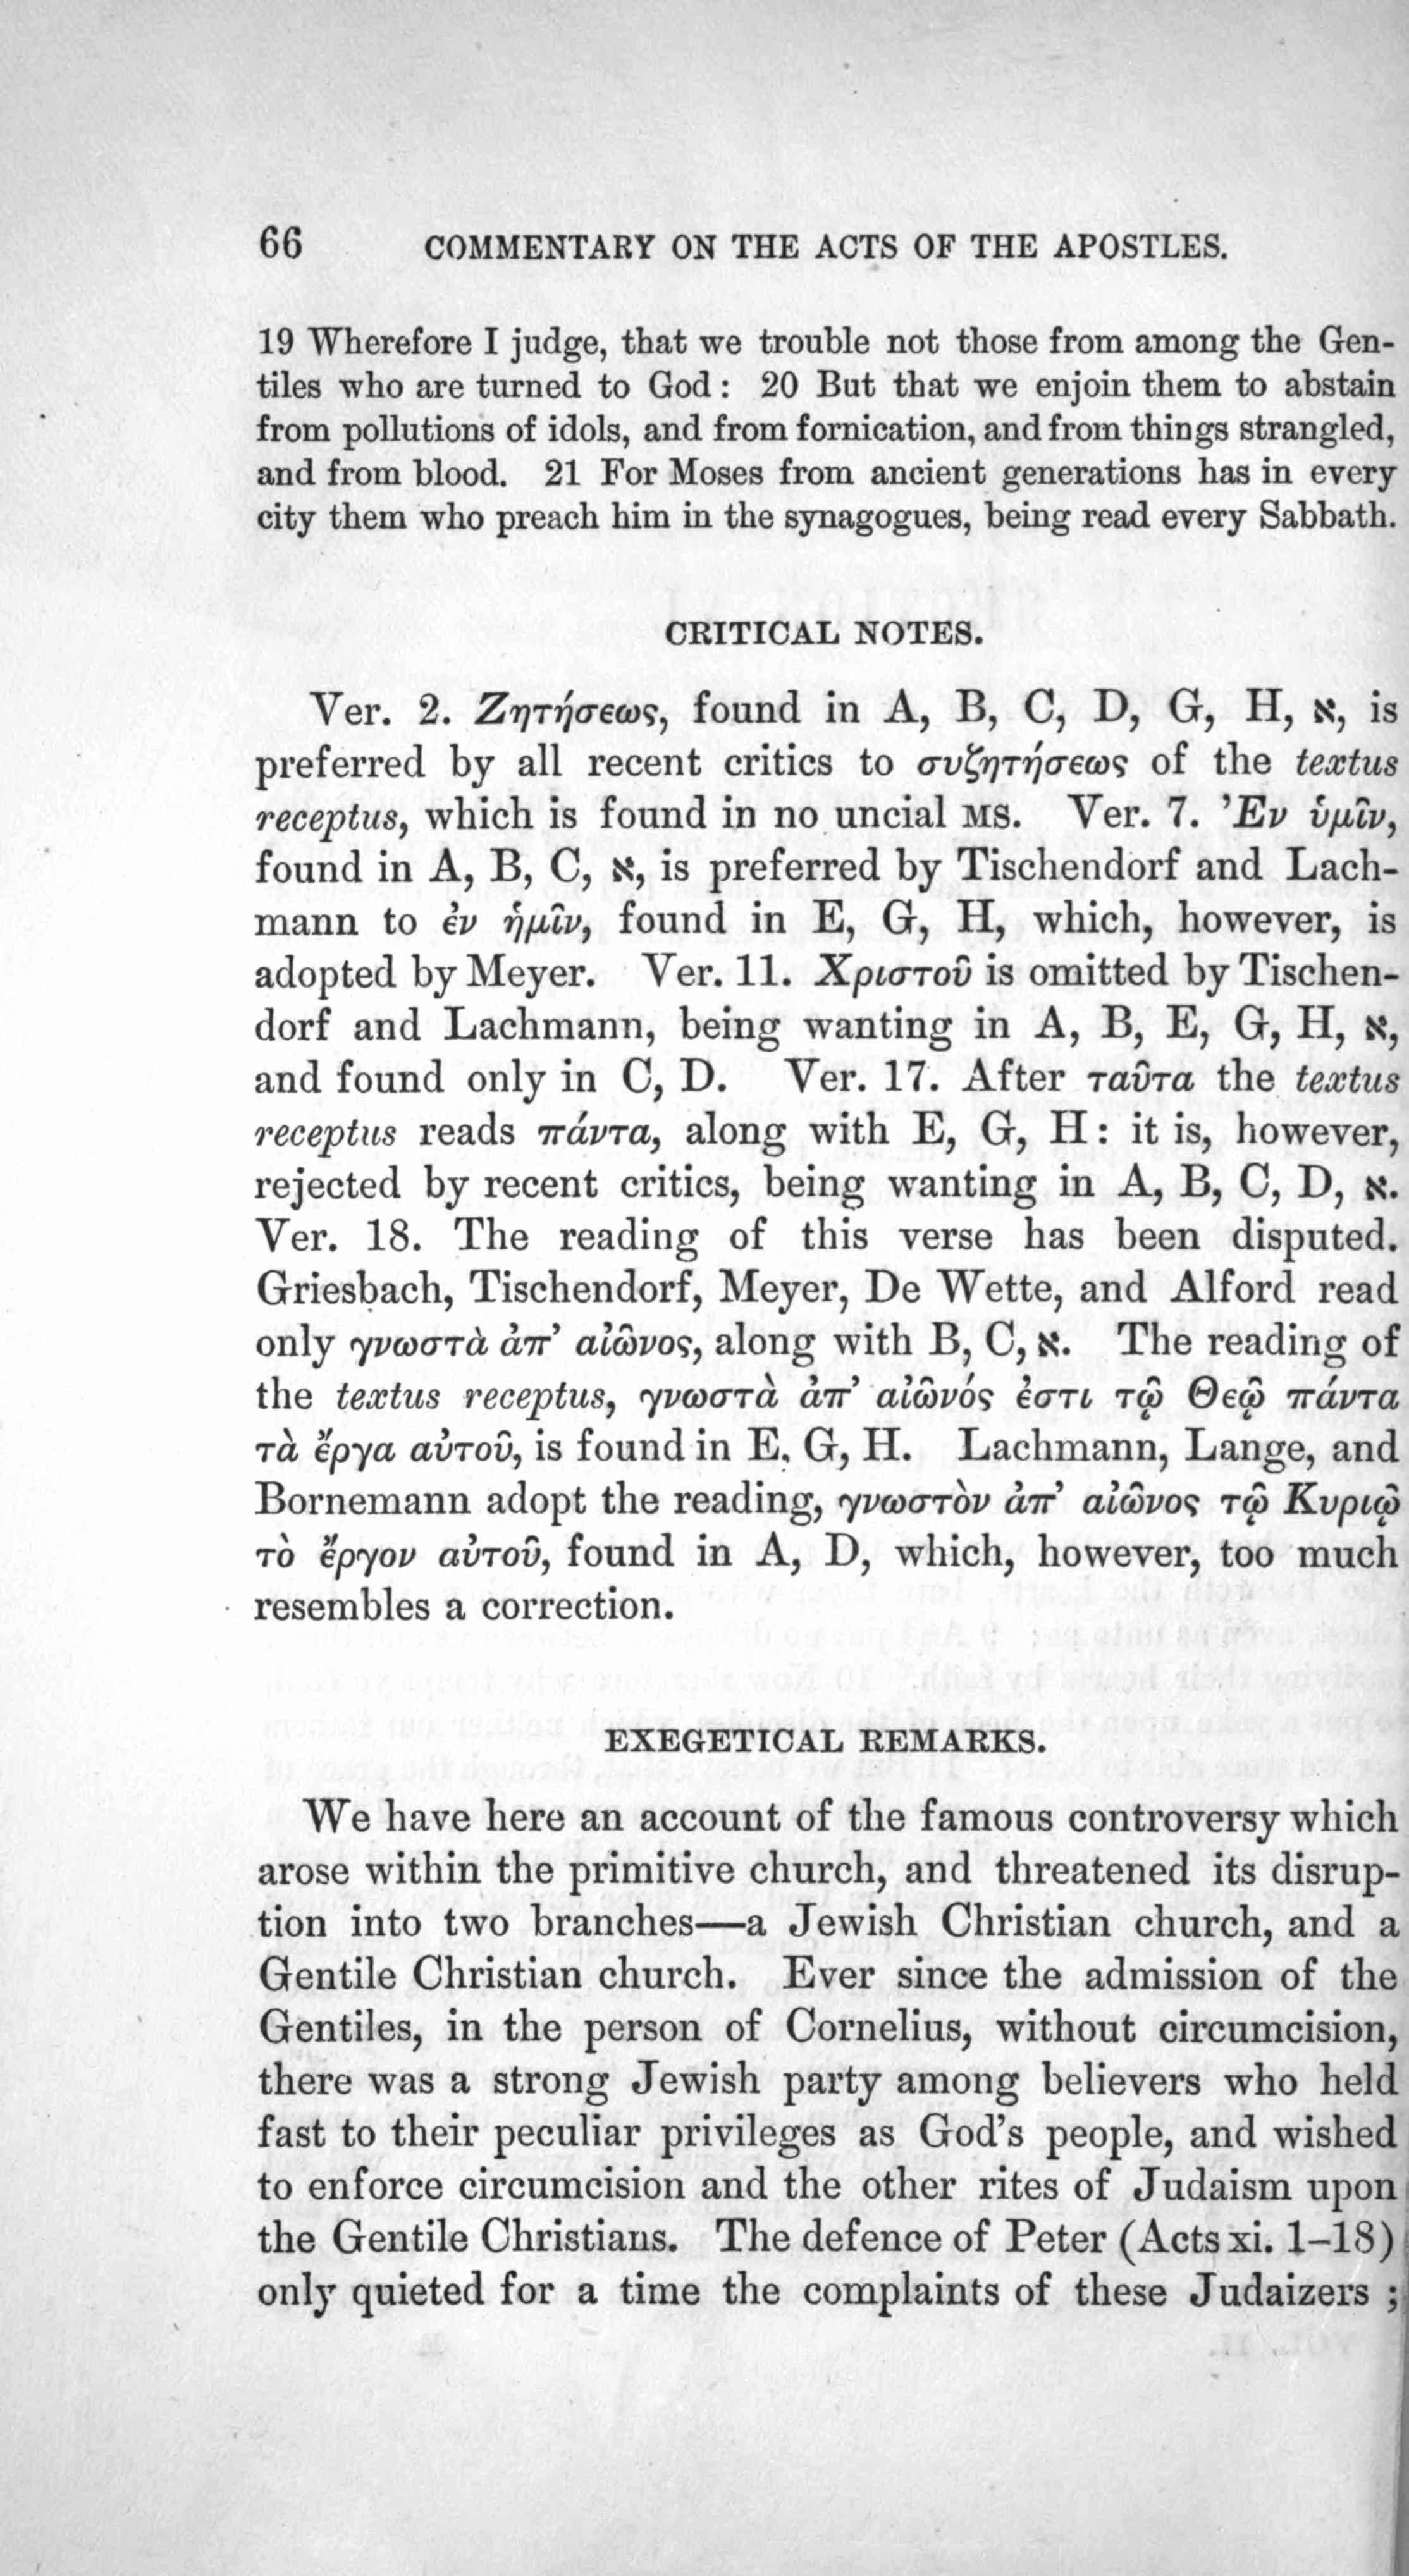 66 COMMENTARY ON THE ACTS OF THE APOSTLES.
19 Wherefore I judge, that we trouble not those from among the Gen-
tiles who are turned to God: 20 But that we enjoin them to abstain
from pollutions of idols, and from fornication, and from things strangled,
and from blood. 21 For Moses from ancient generations has in every
city them who preach him in the synagogues, being read every Sabbath.
CRITICAL NOTES.
Ver. 2. Ζητήσεως, found in A, B, C, D, G, H, א, is
preferred by all recent critics to συζητήσεως of the textus
receptus, which is found in no uncial MS. Ver. 7. Ἐν ὑμῖν,
found in A, B, C, א, is preferred by Tischendorf and Lach-
mann to ἐν ἡμῖν, found in E, G, H, which, however, is
adopted by Meyer. Ver. 11. Χριστοῦ is omitted by Tischen-
dorf and Lachmann, being wanting in A, B, E, G, H, א,
and found only in C, D. Ver. 17. After ταῦτα the textus
receptus reads πάντα, along with E, G, H: it is, however,
rejected by recent critics, being wanting in A, B, C, D, א.
Ver. 18. The reading of this verse has been disputed.
Griesbach, Tischendorf, Meyer, De Wette, and Alford read
only γνωστὰ ἀπ’ αἰῶνος, along with B, C, א. The reading of
the textus receptus, γνωστὰ ἀπ’ αἰῶνός ἐστι τῷ Θεῷ πάντα
τὰ ἔργα αὐτοῦ, is found in E, G, H. Lachmann, Lange, and
Bornemann adopt the reading, γνωστὸν ἀπ’ αἰῶνος τῷ Κυριῷ
τὸ ἔργον αὐτοῦ, found in A, D, which, however, too much
resembles a correction.
EXEGETICAL REMARKS.
We have here an account of the famous controversy which
arose within the primitive church, and threatened its disrup-
tion into two branches—a Jewish Christian church, and a
Gentile Christian church. Ever since the admission of the
Gentiles, in the person of Cornelius, without circumcision,
there was a strong Jewish party among believers who held
fast to their peculiar privileges as God's people, and wished
to enforce circumcision and the other rites of Judaism upon
the Gentile Christians. The defence of Peter (Acts xi. 1–18)
only quieted for a time the complaints of these Judaizers ;